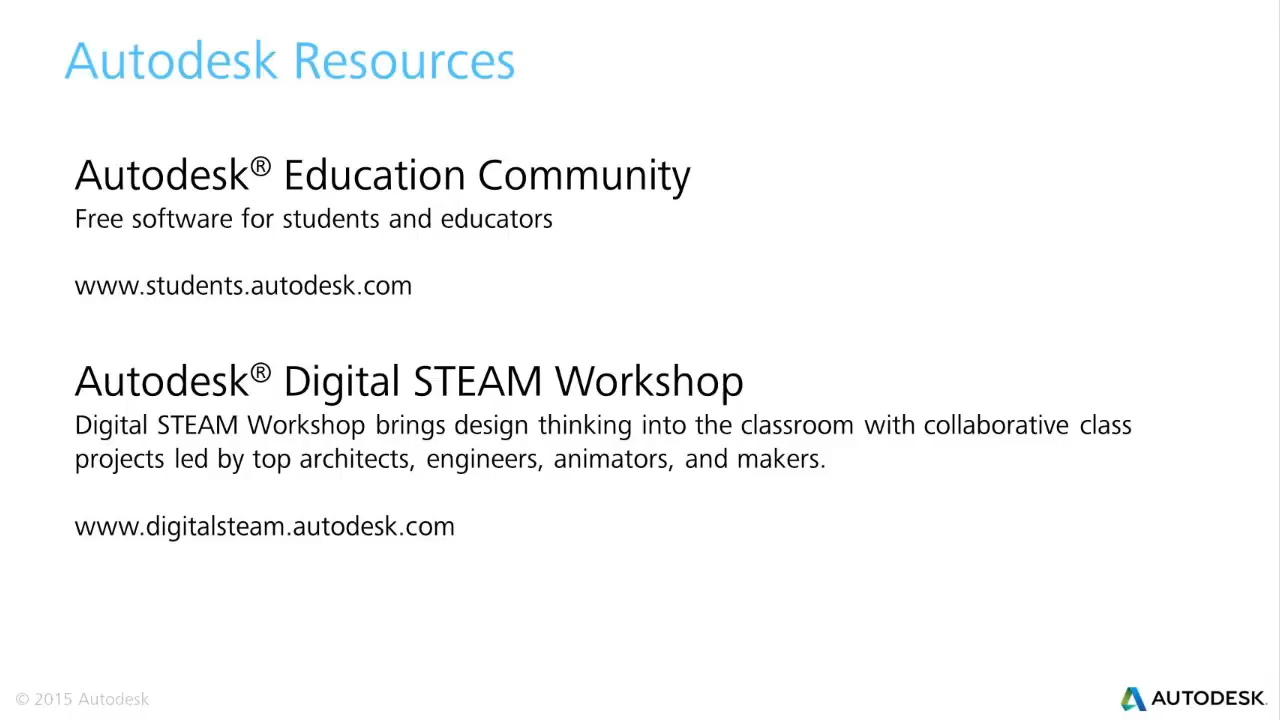 Autodesk Resources
Autodesk® Education Community
Free software for students and educators
www.students.autodesk.com
Autodesk® Digital STEAM Workshop
Digital STEAM Workshop brings design thinking into the classroom with collaborative class
projects led by top architects, engineers, animators, and makers.
www.digitalsteam.autodesk.com
© 2015 Autodesk
AUTODESK.